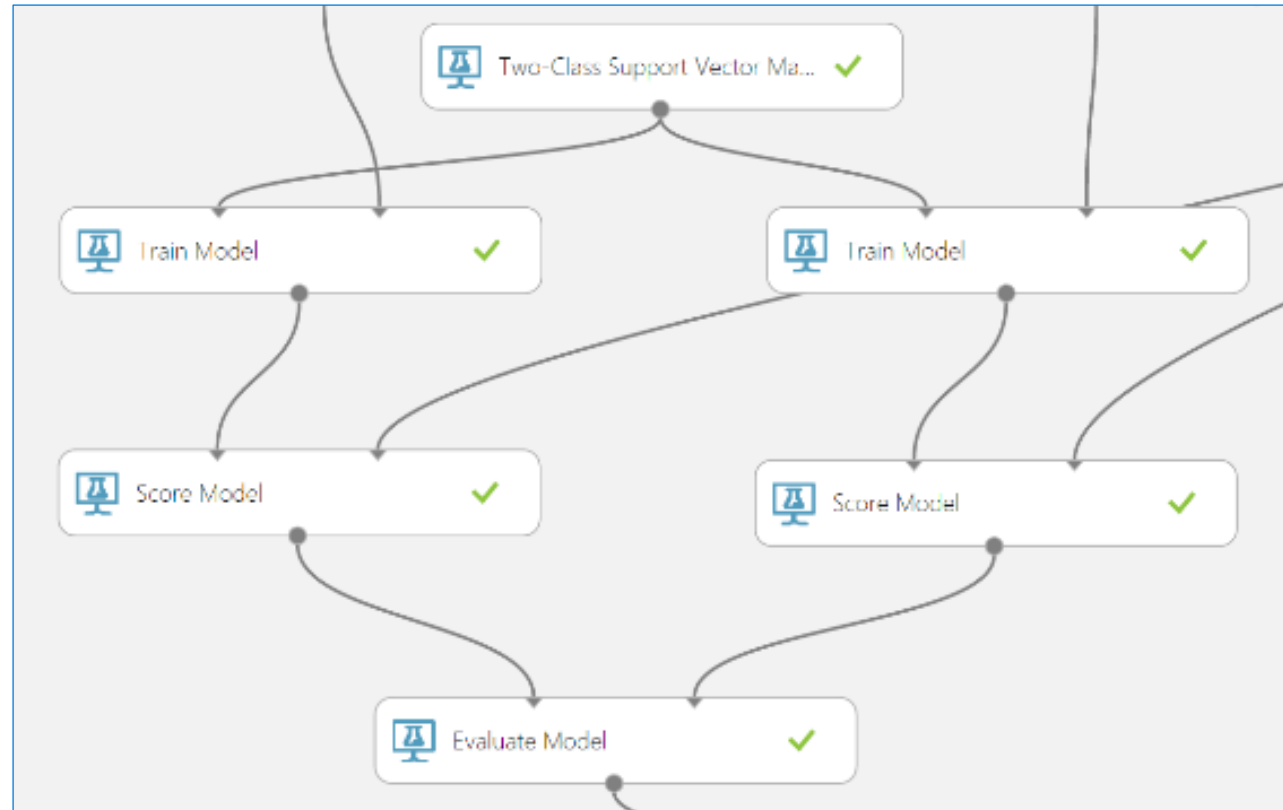 Two-Class Support Vector Ma...
Train Model
Train Model
Score Model
Score Model
Evaluate Model